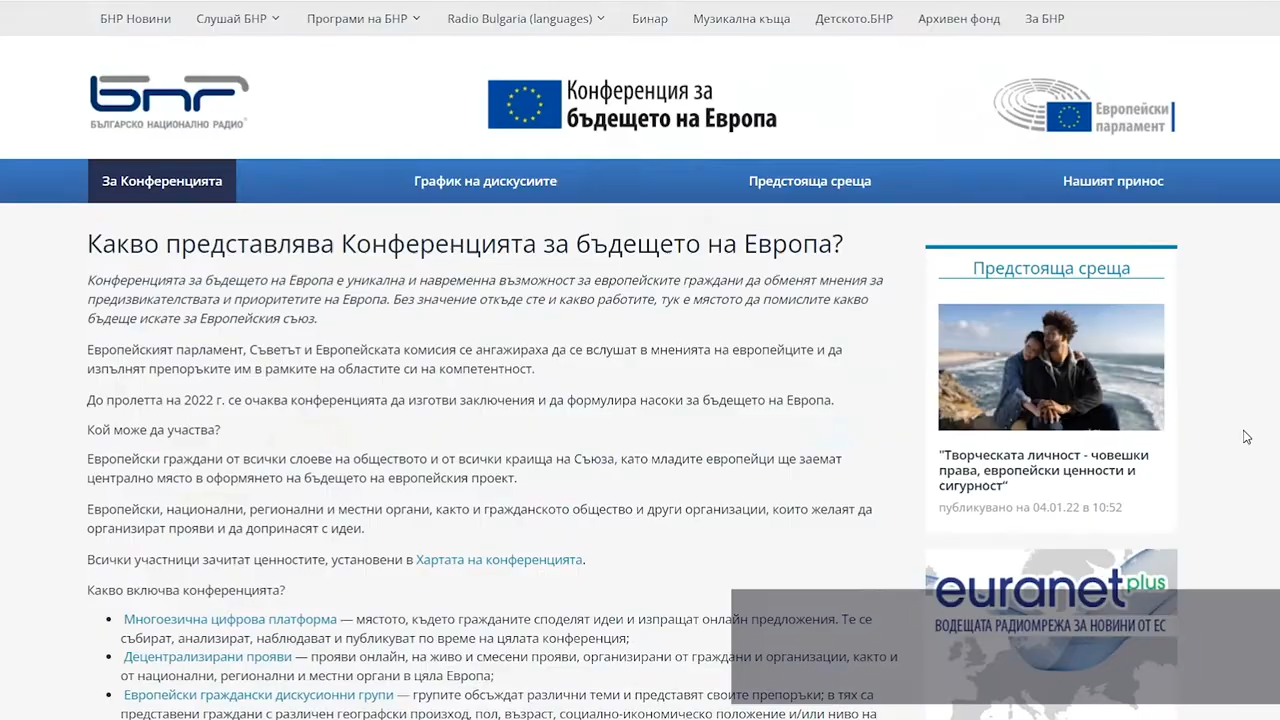 БНР Новини Слушай БНР Програми на БНР Radio Bulgaria (languages) Бинар Музикална къща Детското.БНР Архивен фонд За БНР
бнр
БЪЛГАРСКО НАЦИОНАЛНО РАДИО
Конференция за
бъдещето на Европа
Европейски
парламент
За Конференцията График на дискусиите Предстояща среща Нашият принос
Какво представлява Конференцията за бъдещето на Европа?
Конференцията за бъдещето на Европа е уникална и навременна възможност за европейските граждани да обменят мнения за
предизвикателствата и приоритетите на Европа. Без значение откъде сте и какво работите, тук е мястото да помислите какво
бъдеще искате за Европейския съюз.
Европейският парламент, Съветът и Европейската комисия се ангажираха да се вслушат в мненията на европейците и да
изпълнят препоръките им в рамките на областите си на компетентност.
До пролетта на 2022 г. се очаква конференцията да изготви заключения и да формулира насоки за бъдещето на Европа.
Кой може да участва?
Европейски граждани от всички слоеве на обществото и от всички краища на Съюза, като младите европейци ще заемат
централно място в оформянето на бъдещето на европейския проект.
Европейски, национални, регионални и местни органи, както и гражданското общество и други организации, които желаят да
организират прояви и да допринасят с идеи.
Всички участници зачитат ценностите, установени в Хартата на конференцията.
Какво включва конференцията?
• Многоезична цифрова платформа — мястото, където гражданите споделят идеи и изпращат онлайн предложения. Те се
събират, анализират, наблюдават и публикуват по време на цялата конференция;
• Децентрализирани прояви — прояви онлайн, на живо и смесени прояви, организирани от граждани и организации, както и
от национални, регионални и местни органи в цяла Европа;
• Европейски граждански дискусионни групи — групите обсъждат различни теми и представят своите препоръки; в тях са
представени граждани с различен географски произход, пол, възраст, социално-икономическо положение и/или ниво на
Предстояща среща
"Творческата личност - човешки
права, европейски ценности и
сигурност“
публикувано на 04.01.22 в 10:52
euranet plus
ВОДЕЩАТА РАДИОМРЕЖА ЗА НОВИНИ ОТ ЕС